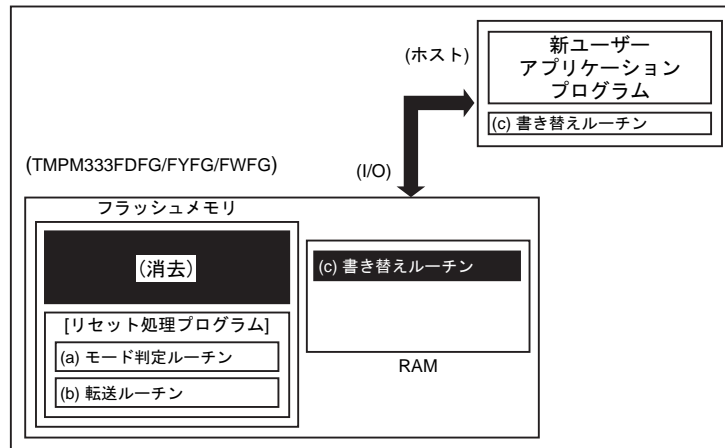 (ホスト)
新ユーザー
アプリケーション
プログラム
(c) 書き替えルーチン
(TMPM333FDFG/FYFG/FWFG)
(I/O)
フラッシュメモリ
(消去)
[リセット処理プログラム]
(a) モード判定ルーチン
(b) 転送ルーチン
(c) 書き替えルーチン
RAM